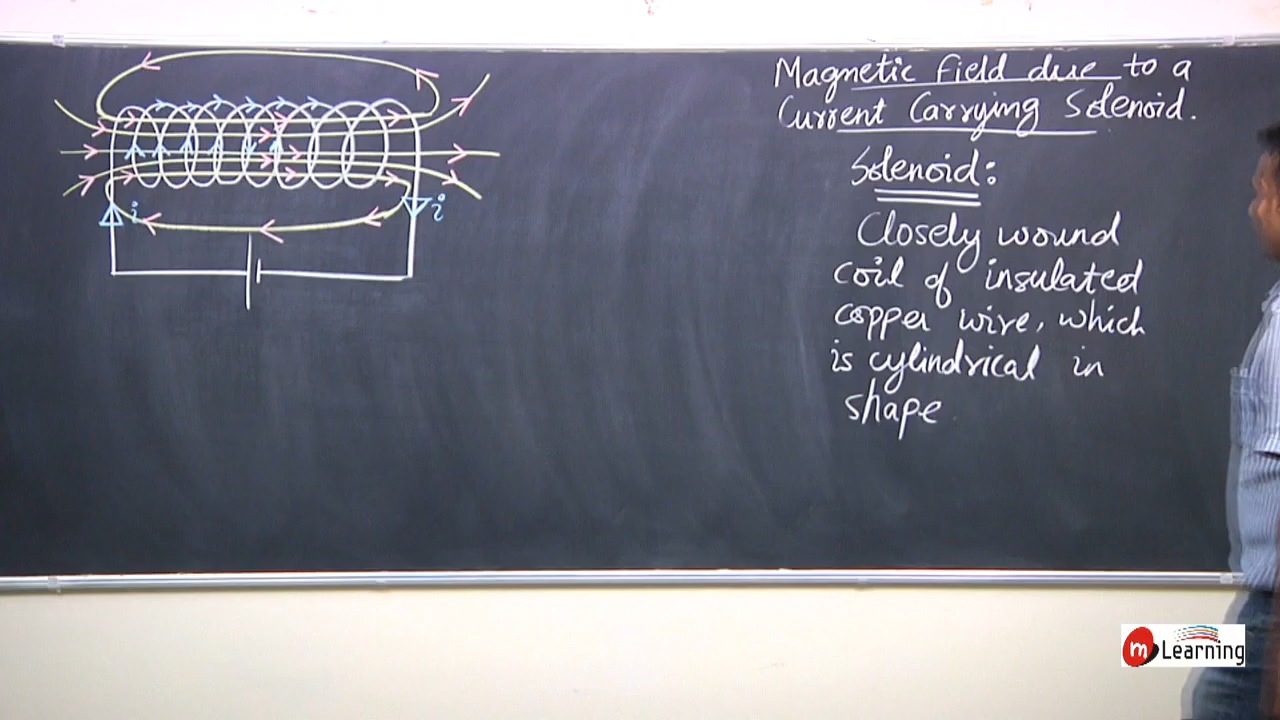 Magnetic field due to a
Current Carrying Solenoid.
Solenoid:
Closely wound
coil of insulated
copper wire, which
is cylindrical in
shape
i
i
m Learning